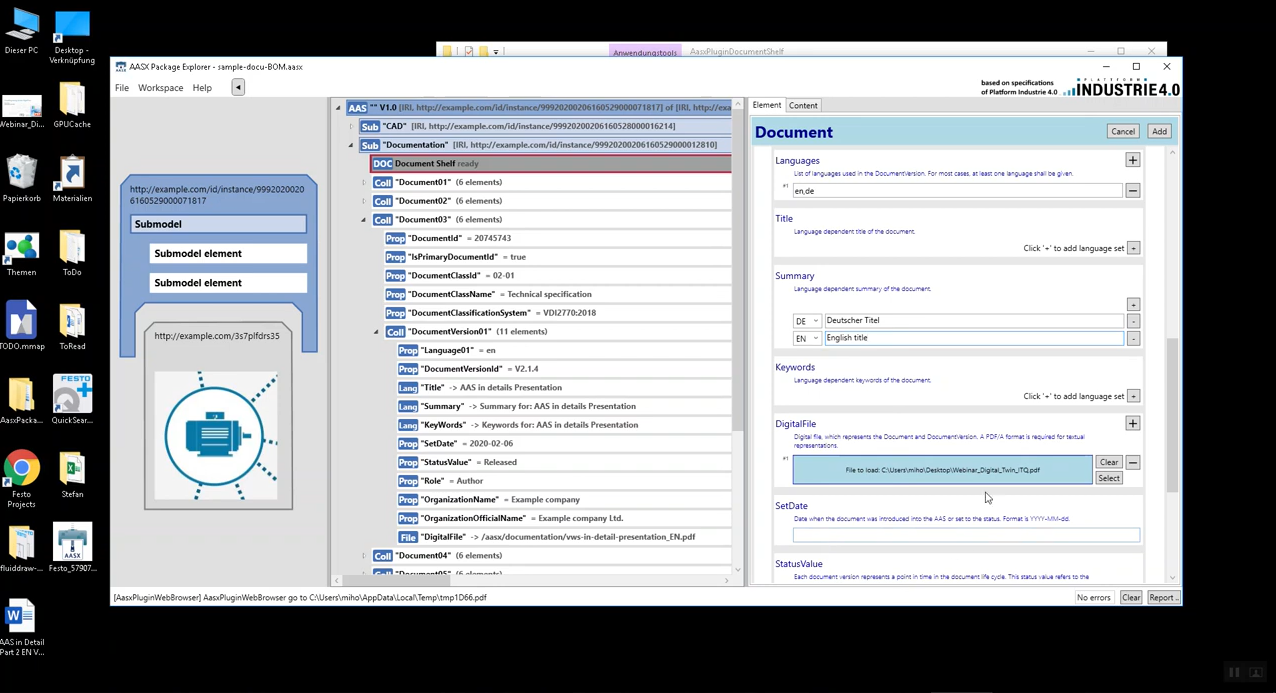 Dieser PC
Desktop -
Verknüpfung
Webinar_Di...
GPUCache
Papierkorb
Materialien
Themen
ToDo
TODO.mmap
ToRead
AasxPacka...
QuickSear...
FESTO
Festo
Projects
Stefan
fluiddraw-...
AASX
Festo_57907...
AAS in Detail
Part 2 EN V...
Anwendungstools
AasxPluginDocumentShelf
AASX Package Explorer - sample-docu-BOM.aasx
File
Workspace
Help
based on specifications
of Platform Industrie 4.0
PLATTFORM
INDUSTRIE4.0
http://example.com/id/instance/9992020020
6160529000071817
Submodel
Submodel element
Submodel element
http://example/3s7plfdrs35
AAS "" V1.0 [IRI, http://example.com/id/instance/99920200206160529000071817] of [IRI, http://exa
Sub "CAD" [IRI, http://example.com/id/instance/99920200206160528000016214]
Sub "Documentation" [IRI, http://example.com/id/instance/99920200206160529000012810]
DOC Document Shelf ready
Coll "Document01" (6 elements)
Coll "Document02" (6 elements)
Coll "Document03" (6 elements)
Prop "DocumentId" = 20745743
Prop "IsPrimaryDocumentId" = true
Prop "DocumentClassId" = 02-01
Prop "DocumentClassName" = Technical specification
Prop "DocumentClassificationSystem" = VDI2770:2018
Coll "DocumentVersion01" (11 elements)
Prop "Language01" = en
Prop "DocumentVersionId" = V2.1.4
Lang "Title" -> AAS in details Presentation
Lang "Summary" -> Summary for: AAS in details Presentation
Lang "KeyWords" -> Keywords for: AAS in details Presentation
Prop "SetDate" = 2020-02-06
Prop "StatusValue" = Released
Prop "Role" = Author
Prop "OrganizationName" = Example company
Prop "OrganizationOfficialName" = Example company Ltd.
File "DigitalFile" -> /aasx/documentation/vws-in-detail-presentation_EN.pdf
Coll "Document04" (6 elements)
Coll "Document05" (6 elements)
Element
Content
Document
Cancel
Add
Languages
+
List of languages used in the DocumentVersion. For most cases, at least one language shall be given.
#1 en,de
Title
Language dependent title of the document.
Click '+' to add language set +
Summary
Language dependent summary of the document.
+
DE Deutscher Titel -
EN English title -
Keywords
Language dependent keywords of the document.
Click '+' to add language set +
DigitalFile
+
Digital file, which represents the Document and DocumentVersion. A PDF/A format is required for textual
representations.
#1 File to load: C:\Users\miho\Desktop\Webinar_Digital_Twin_ITQ.pdf
Clear
Select
SetDate
Date when the document was introduced into the AAS or set to the status. Format is YYYY-MM-dd.
StatusValue
Each document version represents a point in time in the document life cycle. This status value refers to the
[AasxPluginWebBrowser] AasxPluginWebBrowser go to C:\Users\miho\AppData\Local\Temp\tmp1D66.pdf
No errors
Clear
Report ..